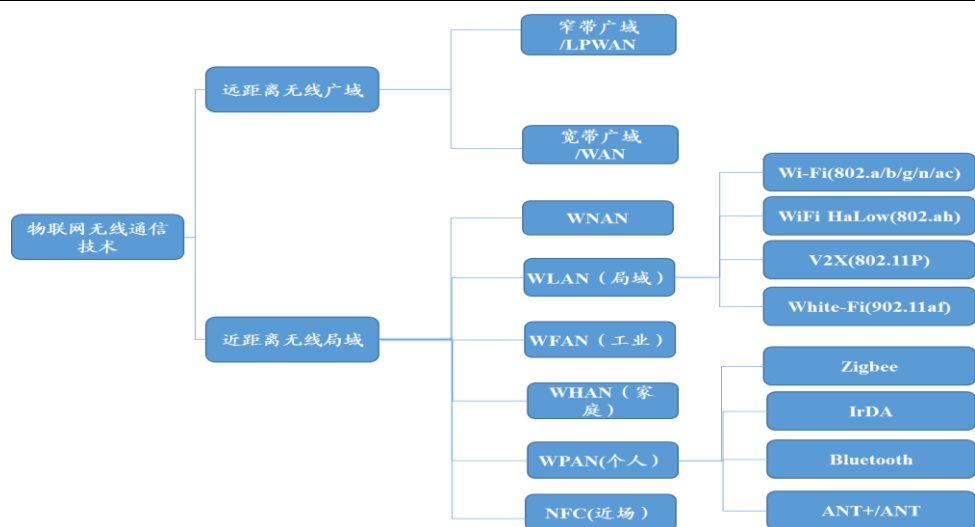 窄带广域
/LPWAN
远距离无线广域
宽带广域
/WAN
Wi-Fi(802.a/b/g/n/ac)
WiFi HaLow(802.ah)
WNAN
物联网无线通信
技术
V2X(802.11P)
WLAN（局域）
White-Fi(902.11af)
近距离无线局域
WFAN（工业）
Zigbee
WHAN（家
庭）
IrDA
WPAN(个人）
Bluetooth
NFC(近场）
ANT+/ANT